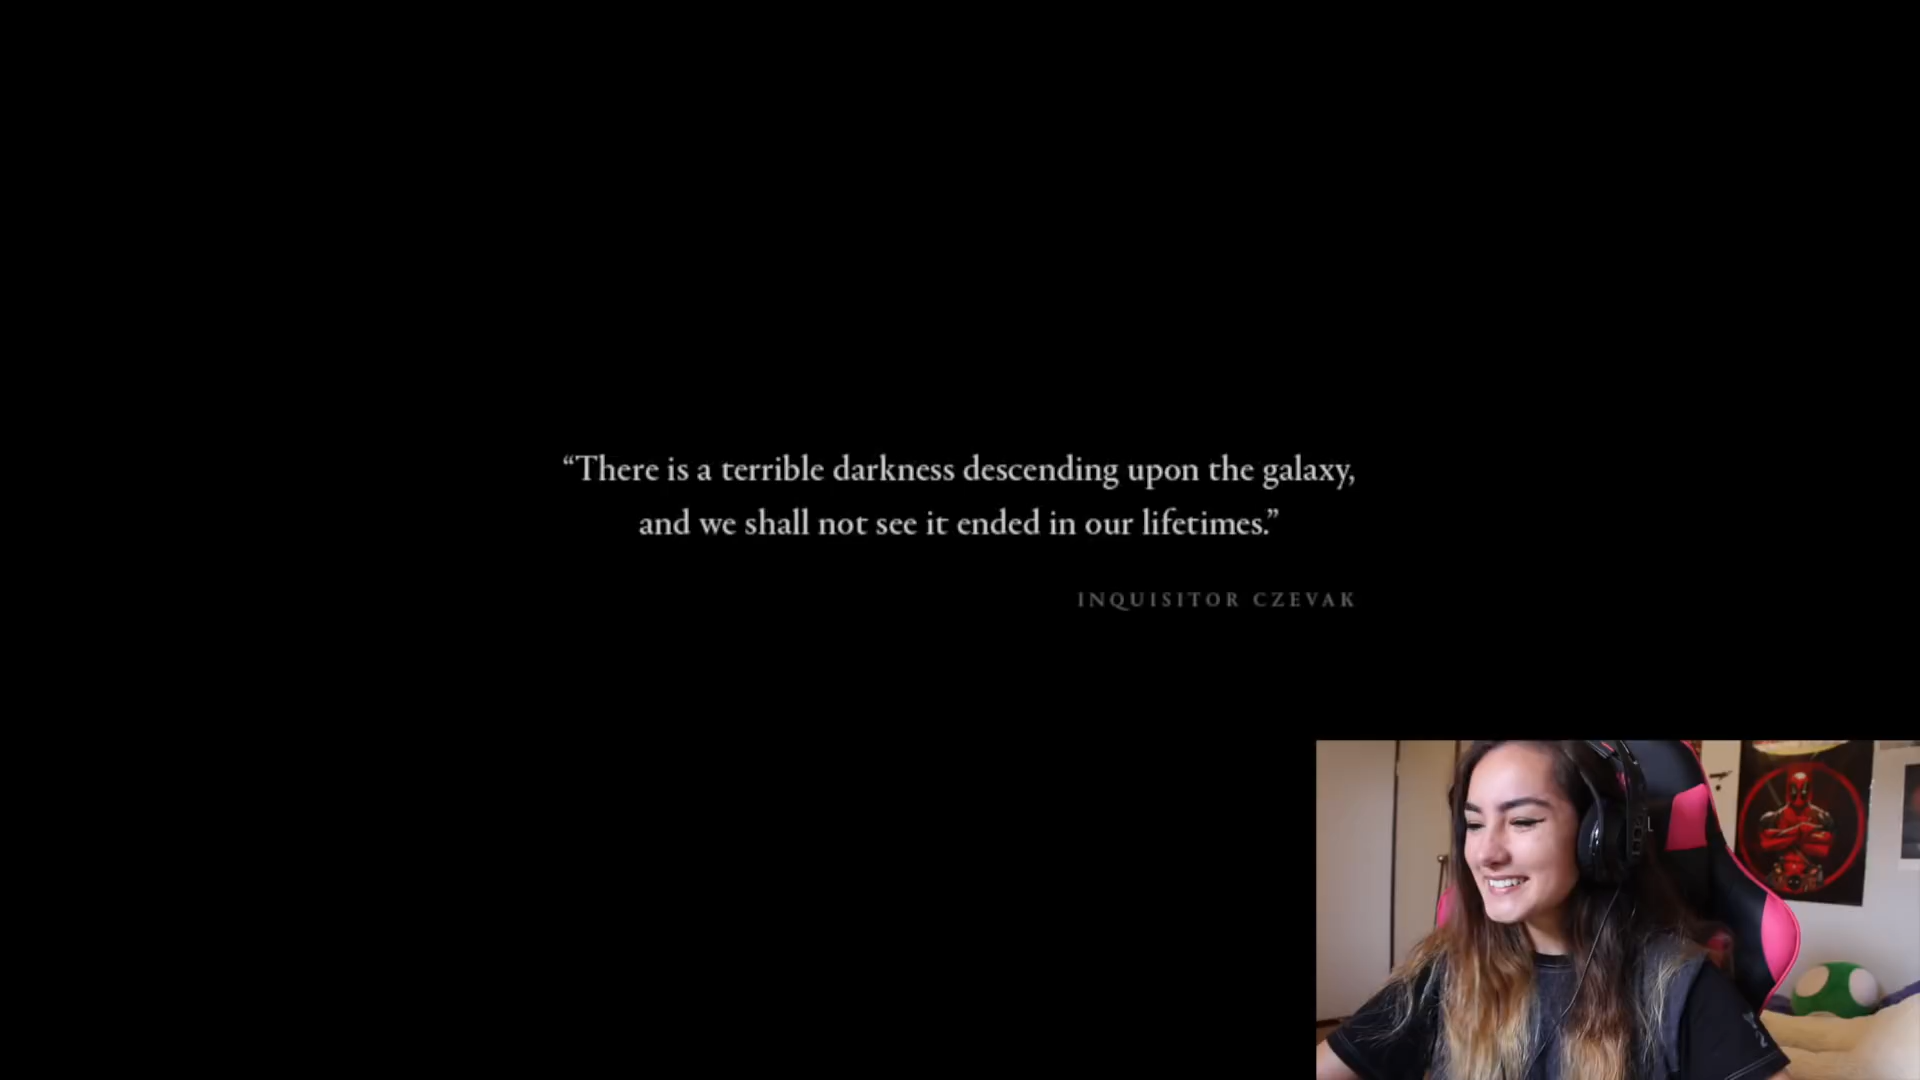 “There is a terrible darkness descending upon the galaxy,
and we shall not see it ended in our lifetimes.”
INQUISITOR CZEVAK